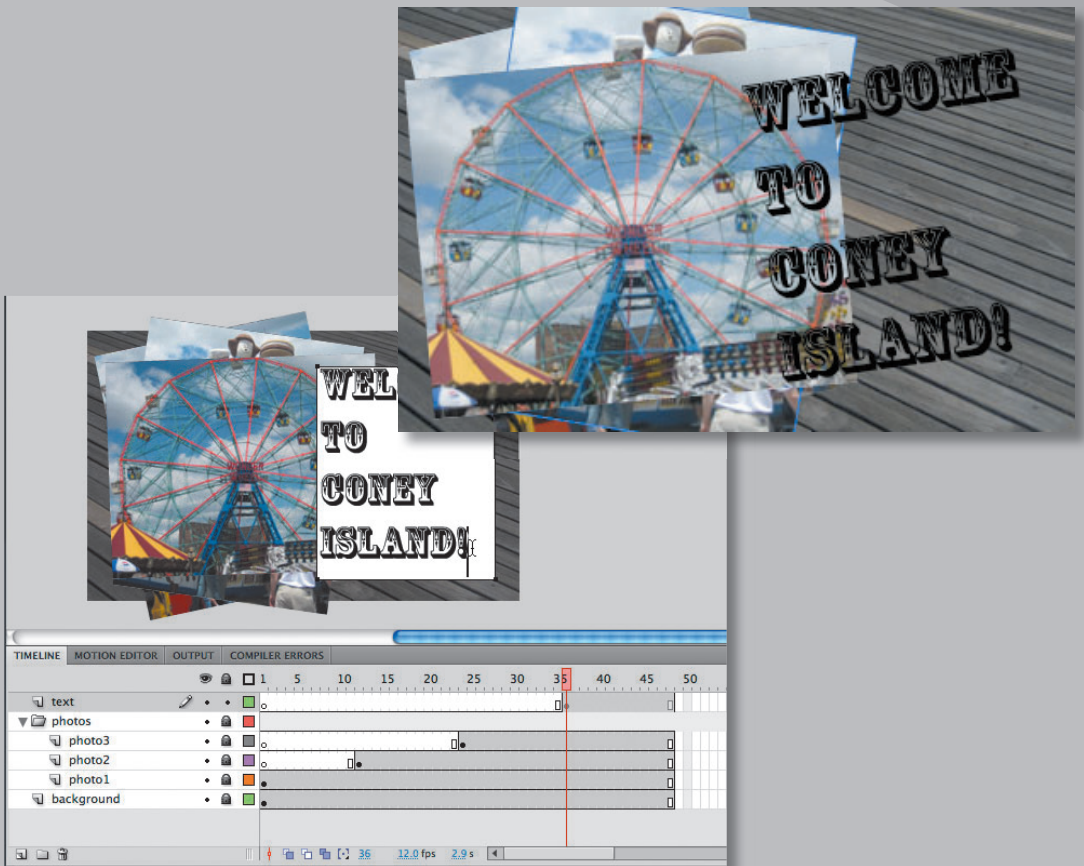 WELCOME
TO
CONEY
ISLAND!
WEL
TO
CONEY
ISLAND!
TIMELINE MOTION EDITOR OUTPUT COMPILER ERRORS
1 5 10 15 20 25 30 35 40 45 50
text
photos
photo3
photo2
photo1
background
36 12.0 fps 2.9 s